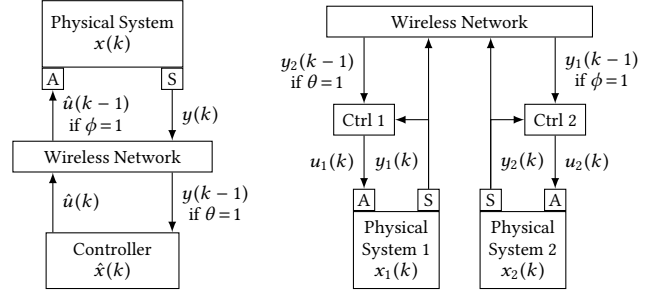 Physical System
x(k)
A
S
û(k−1)
if ϕ=1
y(k)
Wireless Network
û(k)
y(k−1)
if θ=1
Controller
x̂(k)
Wireless Network
y₂(k−1)
if θ=1
y₁(k−1)
if ϕ=1
Ctrl 1
Ctrl 2
u₁(k)
y₁(k)
y₂(k)
u₂(k)
A
S
S
A
Physical
System 1
x₁(k)
Physical
System 2
x₂(k)